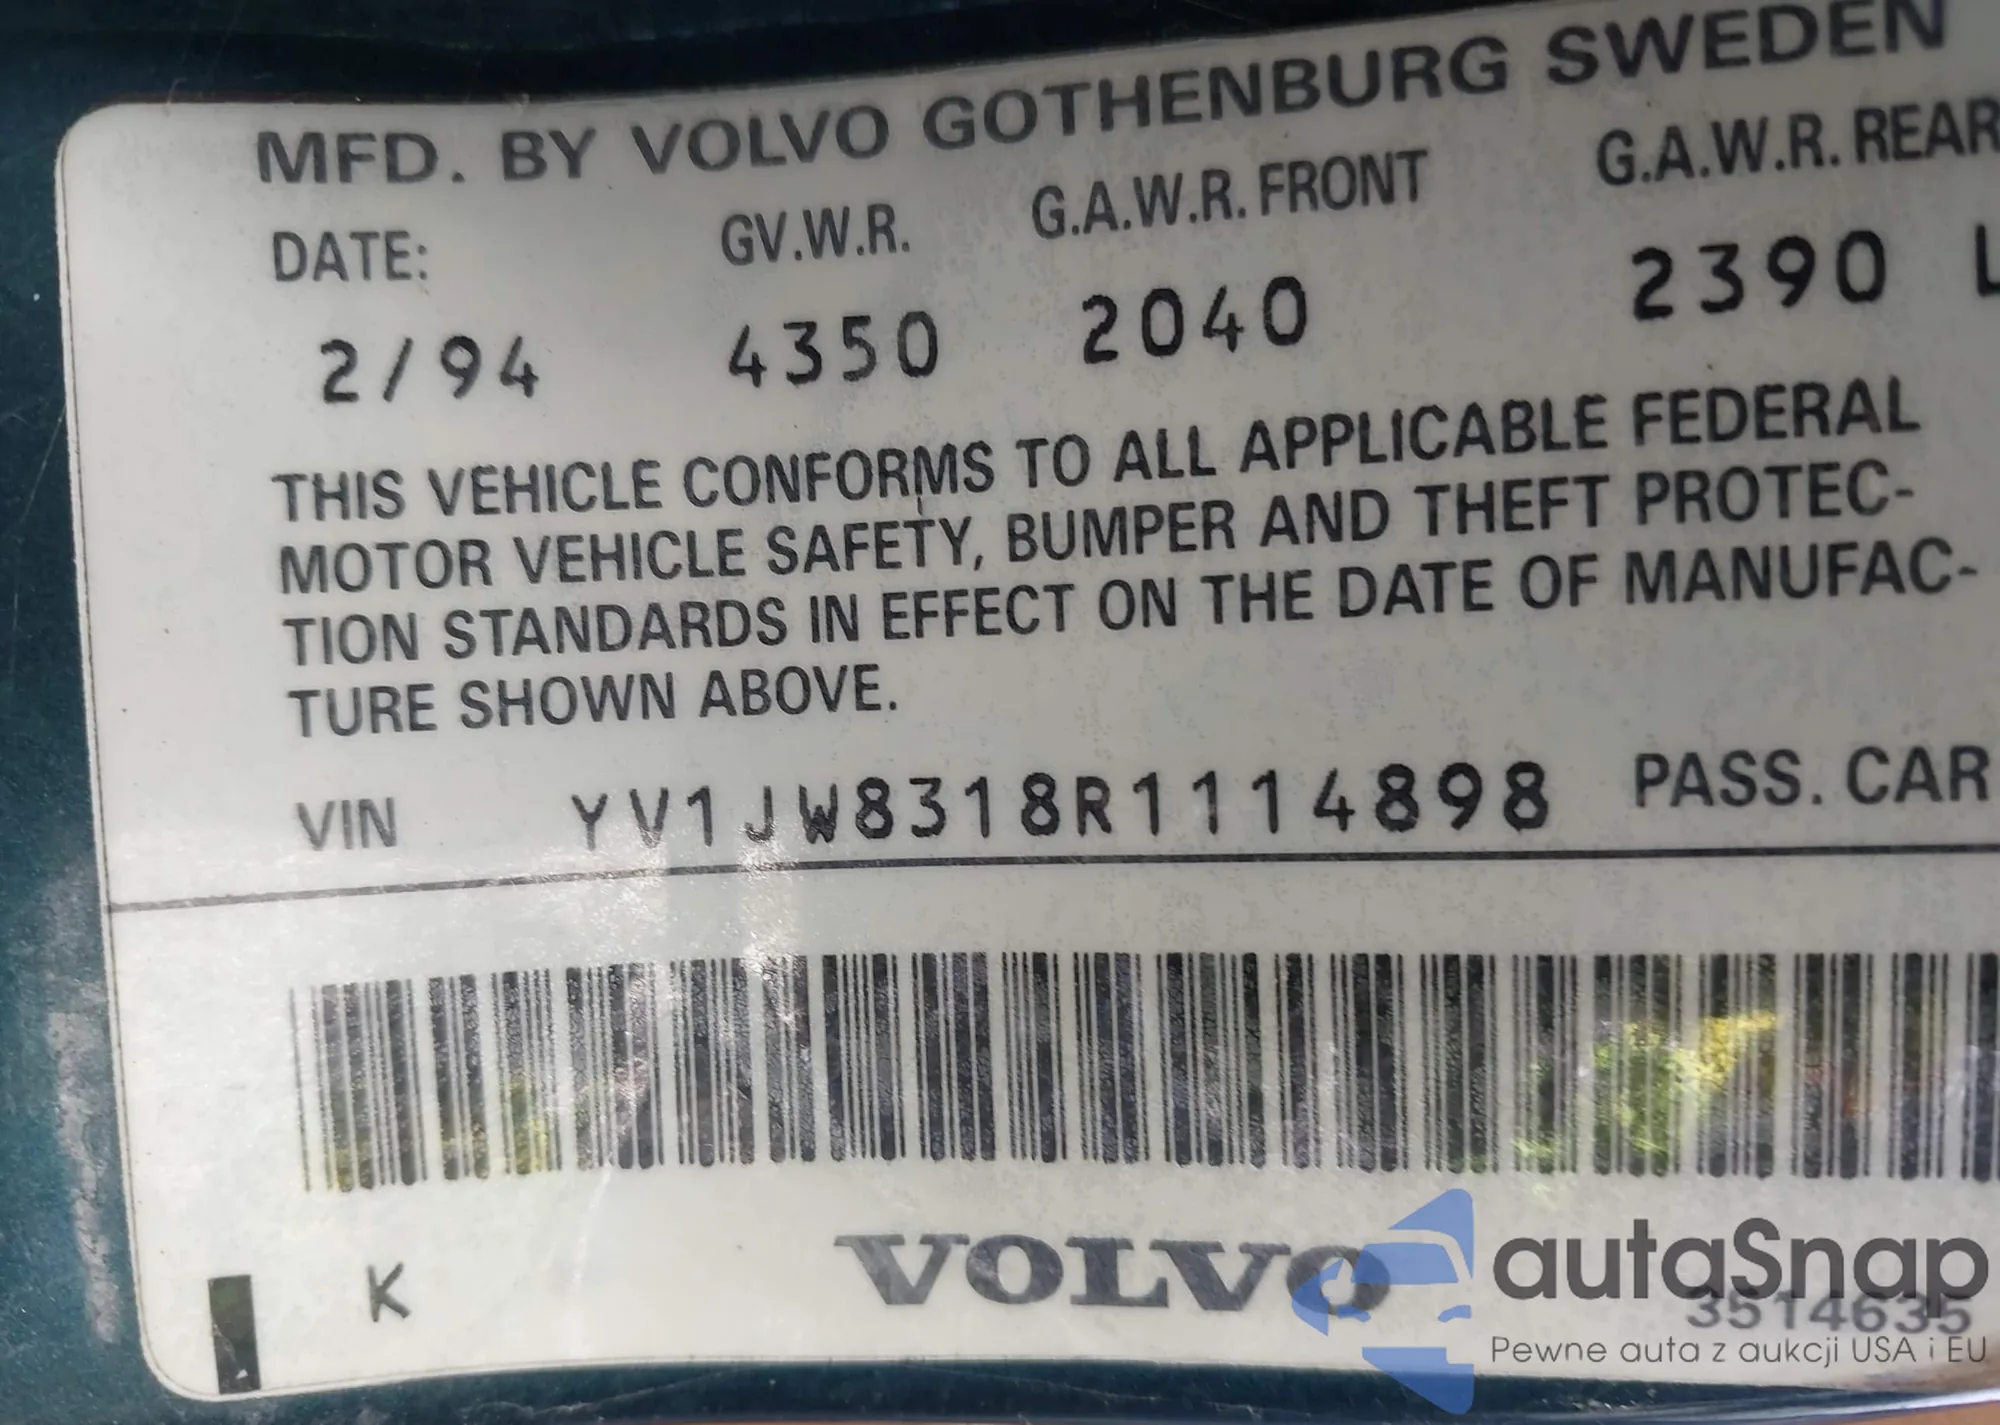 MFD. BY VOLVO GOTHENBURG SWEDEN
DATE: GV.W.R. G.A.W.R. FRONT G.A.W.R. REAR
2/94 4350 2040 2390 L
THIS VEHICLE CONFORMS TO ALL APPLICABLE FEDERAL
MOTOR VEHICLE SAFETY, BUMPER AND THEFT PROTEC-
TION STANDARDS IN EFFECT ON THE DATE OF MANUFAC-
TURE SHOWN ABOVE.
VIN YV1JW8318R1114898 PASS. CAR
K VOLVO
autaSnap
3514635
Pewne auta z aukcji USA i EU